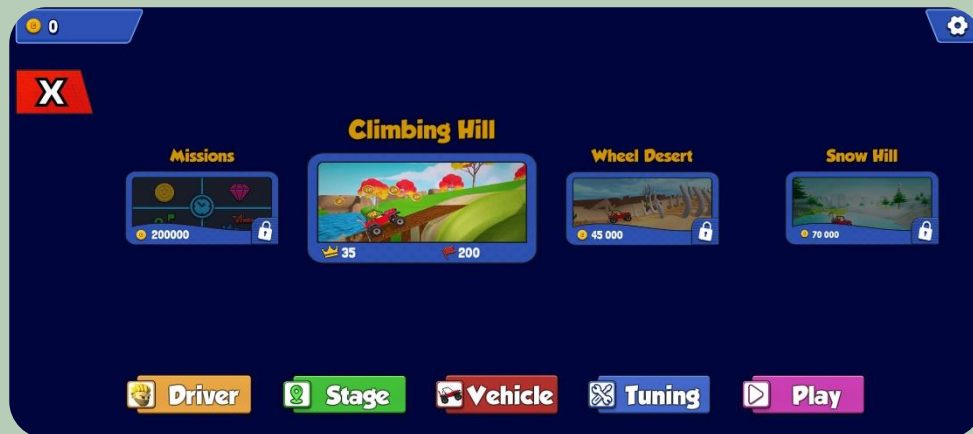 0
X
Missions
200000
Climbing Hill
35
200
Wheel Desert
45 000
Snow Hill
70 000
Driver
Stage
Vehicle
Tuning
Play